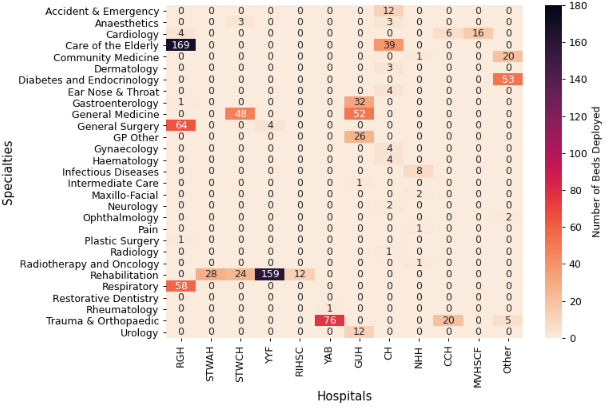 Accident & Emergency 0 0 0 0 0 0 0 12 0 0 0 0
Anaesthetics 0 0 3 0 0 0 0 3 0 0 0 0
Cardiology 4 0 0 0 0 0 0 0 0 6 16 0
Care of the Elderly 169 0 0 0 0 0 0 39 0 0 0 0
Community Medicine 0 0 0 0 0 0 0 0 1 0 0 20
Dermatology 0 0 0 0 0 0 0 3 0 0 0 0
Diabetes and Endocrinology 0 0 0 0 0 0 0 0 0 0 0 53
Ear Nose & Throat 0 0 0 0 0 0 0 4 0 0 0 0
Gastroenterology 1 0 0 0 0 0 32 0 0 0 0 0
General Medicine 0 0 48 0 0 0 52 0 0 0 0 0
General Surgery 64 0 0 4 0 0 0 0 0 0 0 0
GP Other 0 0 0 0 0 0 26 0 0 0 0 0
Gynaecology 0 0 0 0 0 0 0 4 0 0 0 0
Haematology 0 0 0 0 0 0 0 4 0 0 0 0
Infectious Diseases 0 0 0 0 0 0 0 0 8 0 0 0
Intermediate Care 0 0 0 0 0 0 1 0 0 0 0 0
Maxillo-Facial 0 0 0 0 0 0 0 0 2 0 0 0
Neurology 0 0 0 0 0 0 0 2 0 0 0 0
Ophthalmology 0 0 0 0 0 0 0 0 0 0 0 2
Pain 0 0 0 0 0 0 0 0 1 0 0 0
Plastic Surgery 1 0 0 0 0 0 0 0 0 0 0 0
Radiology 0 0 0 0 0 0 0 1 0 0 0 0
Radiotherapy and Oncology 0 0 0 0 0 0 0 0 1 0 0 0
Rehabilitation 0 28 24 159 12 0 0 0 0 0 0 0
Respiratory 58 0 0 0 0 0 0 0 0 0 0 0
Restorative Dentistry 0 0 0 0 0 0 0 0 0 0 0 0
Rheumatology 0 0 0 0 0 1 0 0 0 0 0 0
Trauma & Orthopaedic 0 0 0 0 0 76 0 0 0 20 0 5
Urology 0 0 0 0 0 0 12 0 0 0 0 0
RGH STWAH STWCH YYF RIHSC YAB GUH CH NHH CCH MVHSCF Other
Hospitals
Specialties
180
160
140
120
100
80
60
40
20
0
Number of Beds Deployed